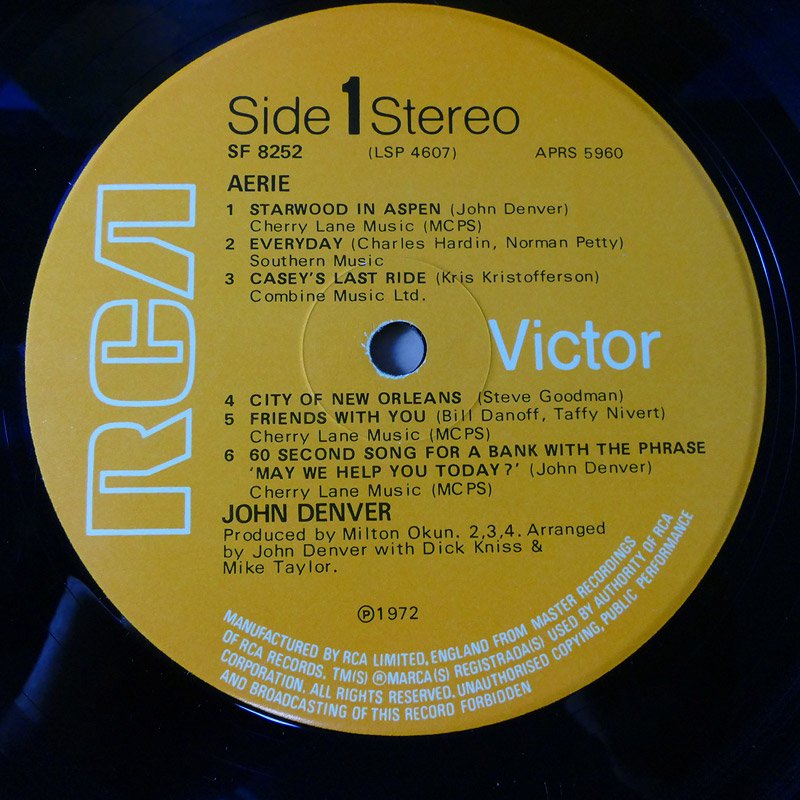 Side 1 Stereo
SF 8252 (LSP 4607) APRS 5960
AERIE
1 STARWOOD IN ASPEN (John Denver)
Cherry Lane Music (MCPS)
2 EVERYDAY (Charles Hardin, Norman Petty)
Southern Music
3 CASEY'S LAST RIDE (Kris Kristofferson)
Combine Music Ltd.
RCA
Victor
4 CITY OF NEW ORLEANS (Steve Goodman)
5 FRIENDS WITH YOU (Bill Danoff, Taffy Nivert)
Cherry Lane Music (MCPS)
6 60 SECOND SONG FOR A BANK WITH THE PHRASE
'MAY WE HELP YOU TODAY?' (John Denver)
Cherry Lane Music (MCPS)
JOHN DENVER
Produced by Milton Okun. 2,3,4. Arranged
by John Denver with Dick Kniss &
Mike Taylor.
℗1972
MANUFACTURED BY RCA LIMITED, ENGLAND FROM MASTER RECORDINGS
OF RCA RECORDS. TM(S) ®MARCA(S) REGISTRADA(S) USED BY AUTHORITY OF RCA
CORPORATION, ALL RIGHTS RESERVED. UNAUTHORISED COPYING, PUBLIC PERFORMANCE
AND BROADCASTING OF THIS RECORD FORBIDDEN